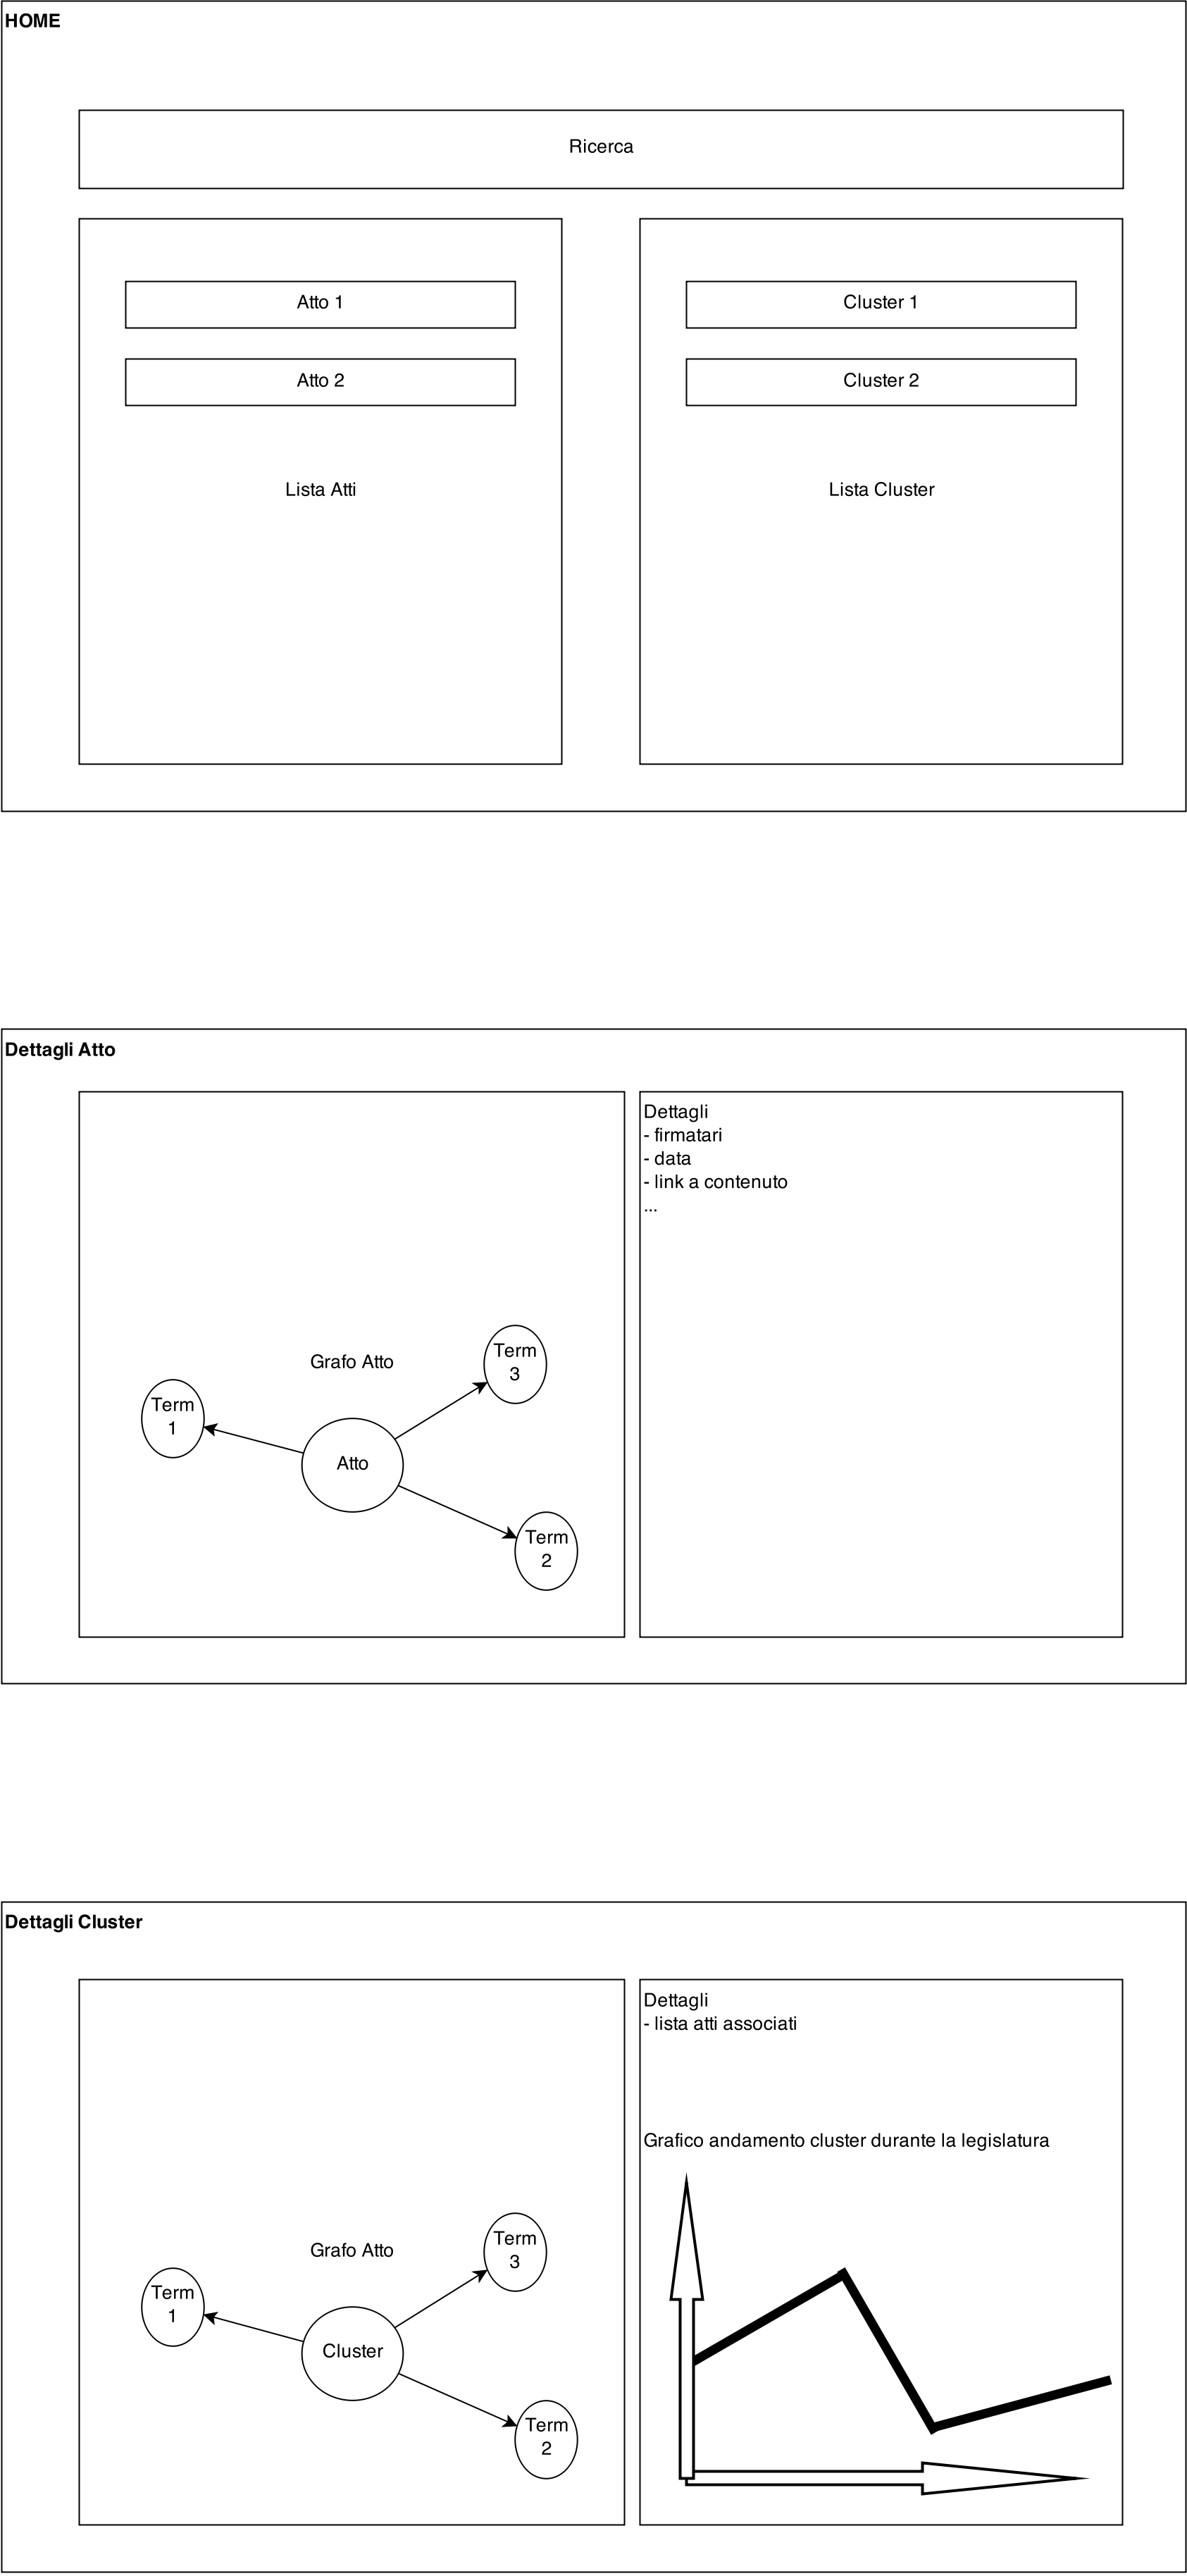 HOME
Ricerca
Atto 1
Cluster 1
Atto 2
Cluster 2
Lista Atti
Lista Cluster
Dettagli Atto
Dettagli
- firmatari
- data
- link a contenuto
...
Grafo Atto
Term
3
Term
1
Atto
Term
2
Dettagli Cluster
Dettagli
- lista atti associati
Grafico andamento cluster durante la legislatura
Grafo Atto
Term
3
Term
1
Cluster
Term
2